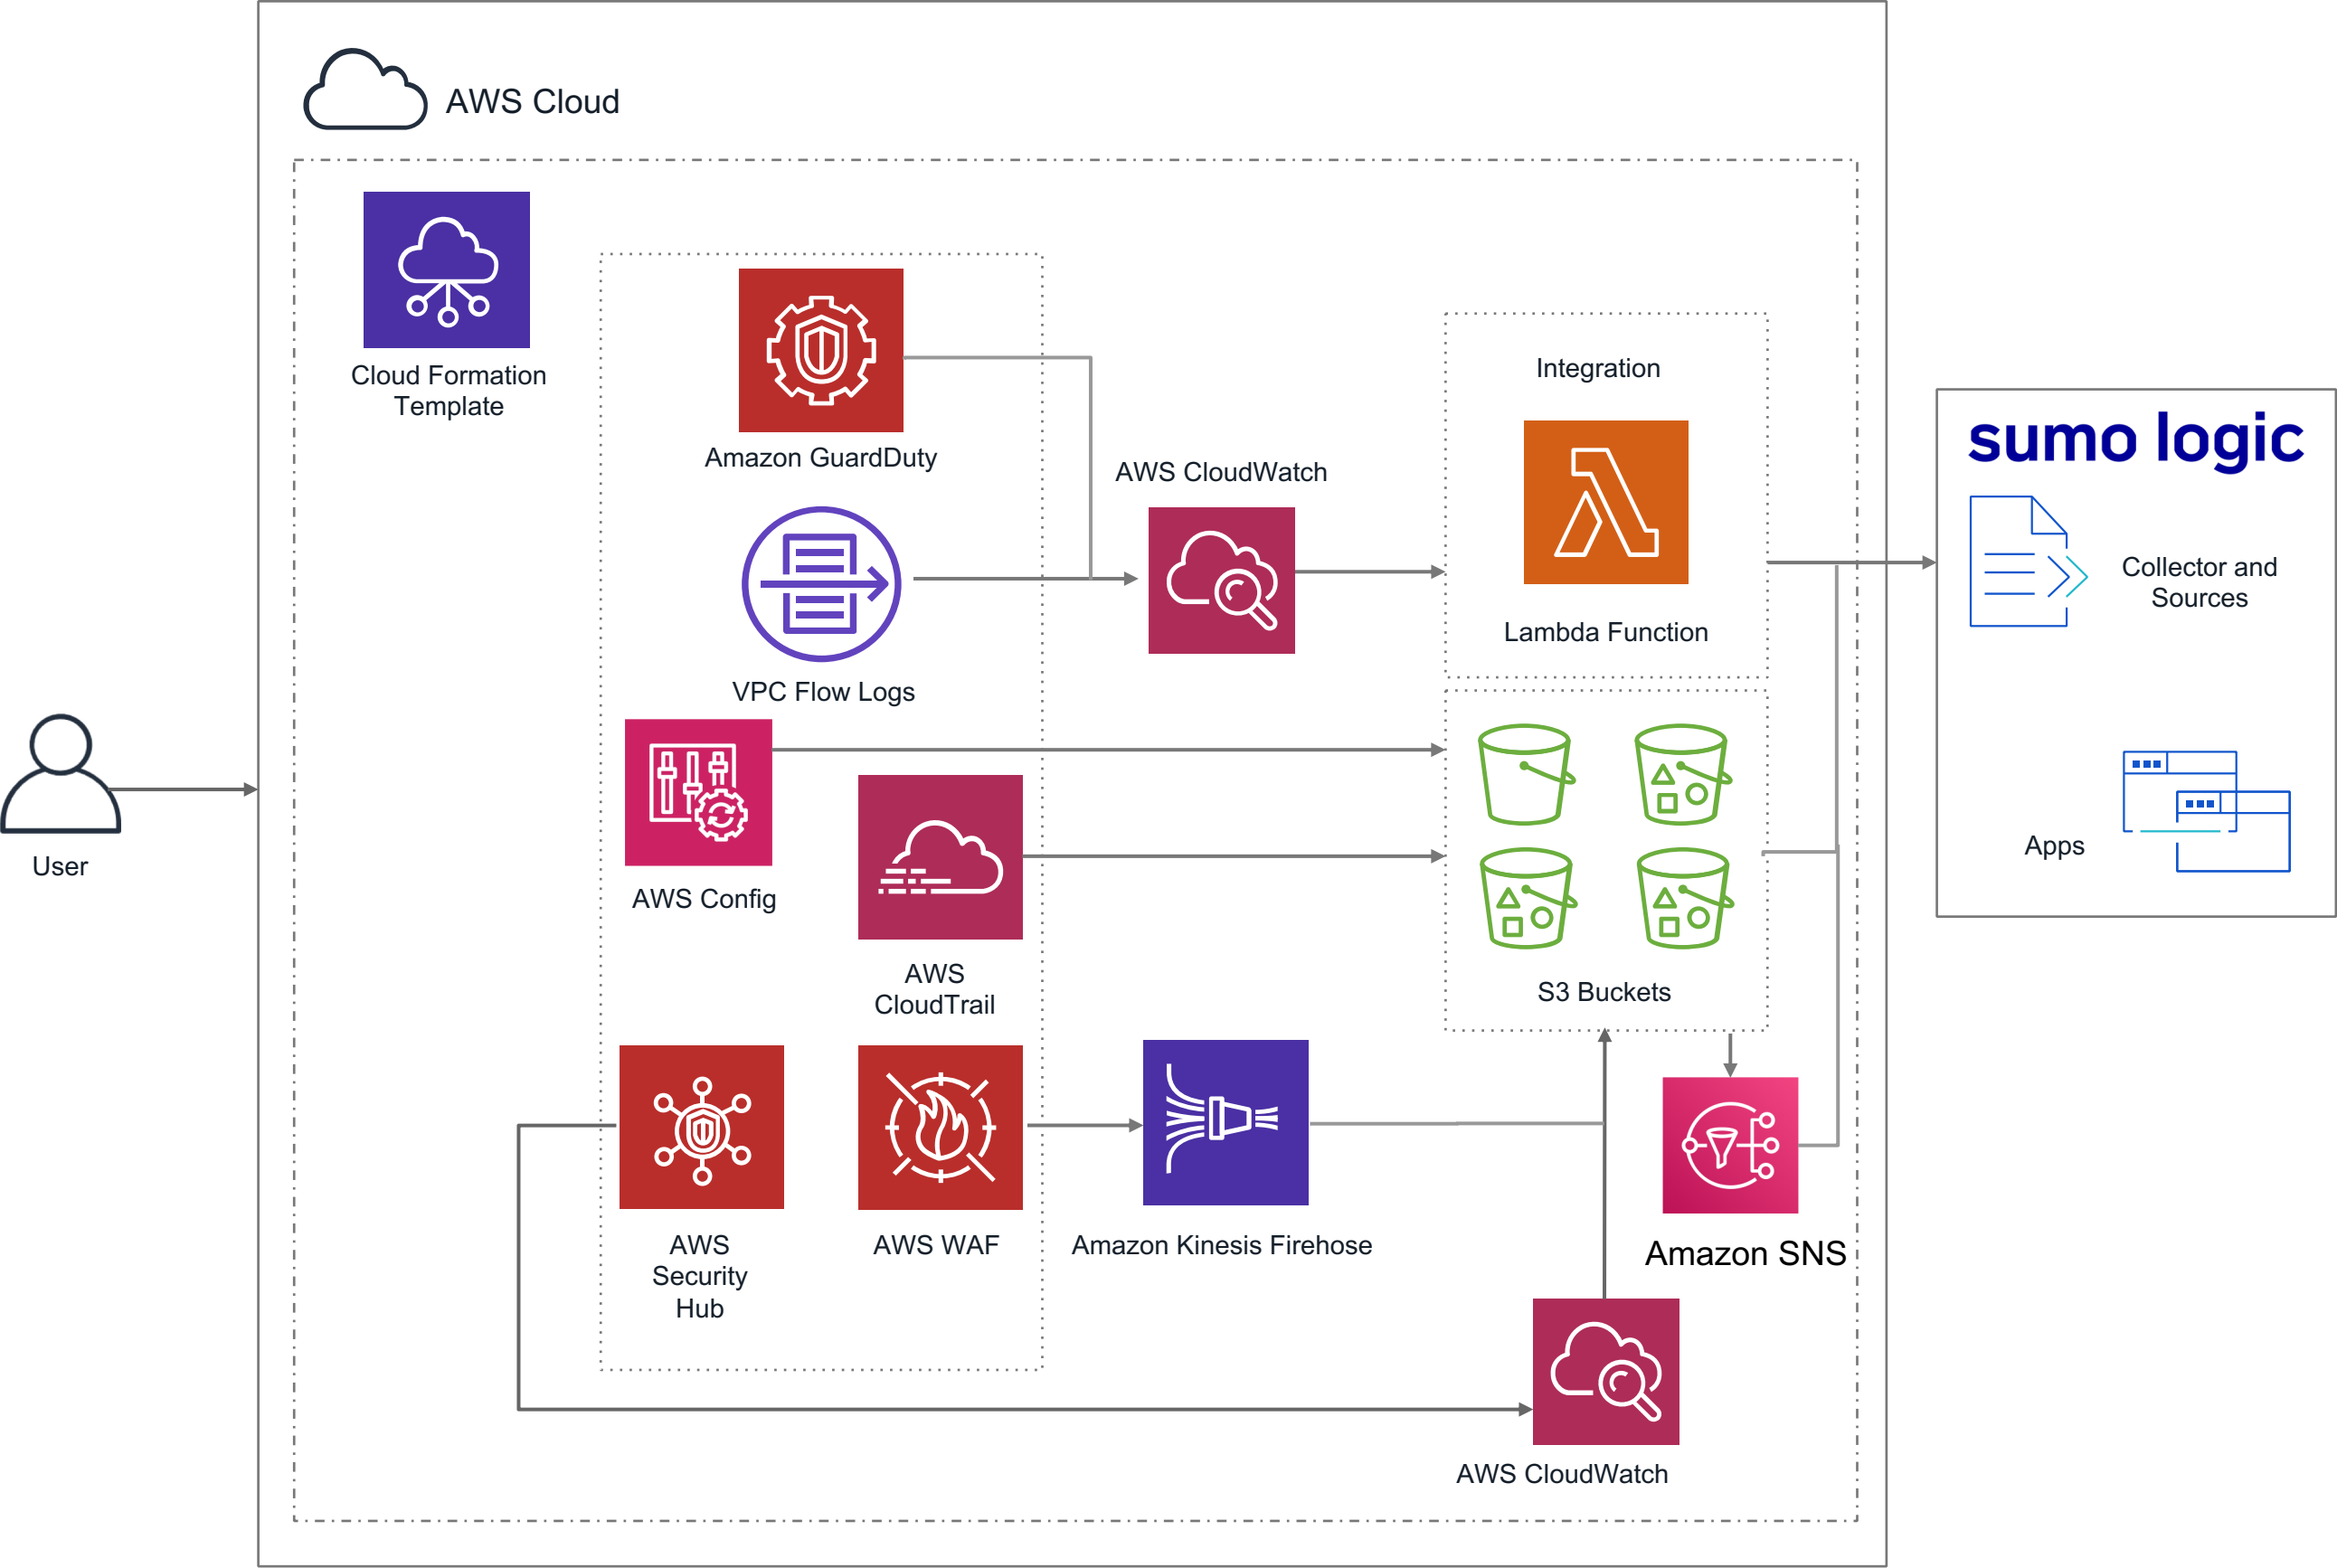 AWS Cloud
Cloud Formation
Template
Amazon GuardDuty
VPC Flow Logs
AWS CloudWatch
Integration
Lambda Function
sumo logic
Collector and
Sources
Apps
User
AWS Config
AWS
CloudTrail
S3 Buckets
AWS
Security
Hub
AWS WAF
Amazon Kinesis Firehose
Amazon SNS
AWS CloudWatch